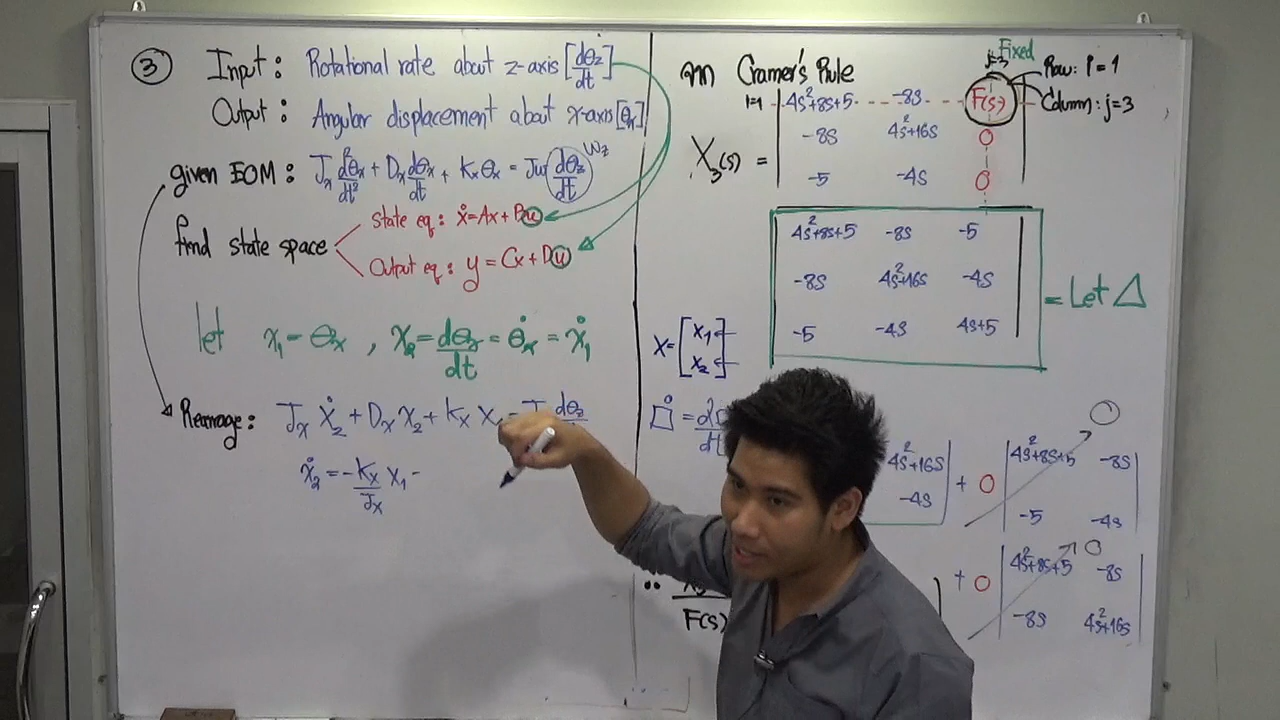 ③ Input: Rotational rate about z-axis [dθz/dt]
Output: Angular displacement about x-axis [θx]
given EOM: Jx d²θx/dt² + Dx dθx/dt + Kx θx = Jw dθz/dt ωz
find state space
state eq: ẋ = Ax + Bu
Output eq: y = Cx + Du
let x₁ = θx , x₂ = dθx/dt = θ̇x = ẋ₁
Rearrange: Jx ẋ₂ + Dx x₂ + Kx x₁ = J dθz
ẋ₂ = -Kx/Jx x₁ -
X = [x₁
x₂]
Cramer's Rule
Fixed
j=3
Row: i=1
Column: j=3
i=1
4s²+8s+5 -8s F(s)
-8s 4s²+16s 0
X₃(s) =
-5 -4s 0
4s²+8s+5 -8s -5
-8s 4s²+16s -4s
= Let Δ
-5 -4s 4s+5
4s²+16s
-4s
+ 0
4s²+8s+5 -8s
-5 -4s
0
+ 0
4s²+8s+5 -8s
-8s 4s²+16s
0
F(s)